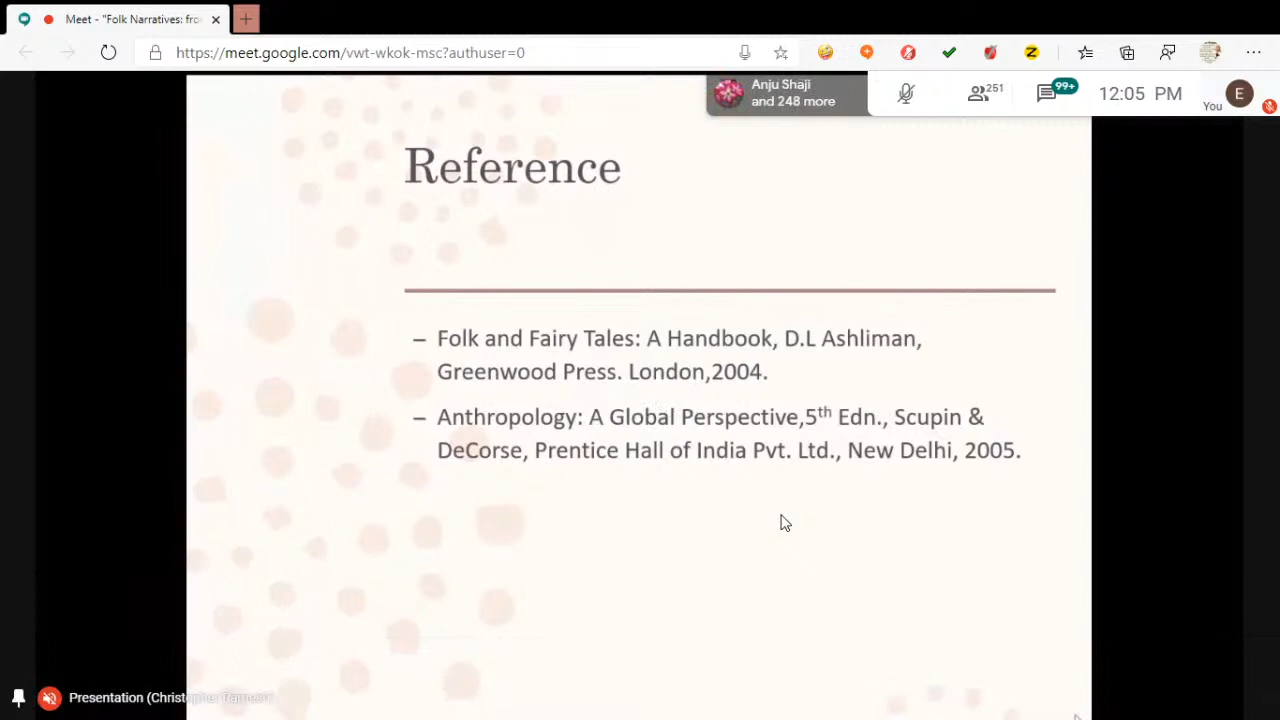 Meet - "Folk Narratives: fro
https://meet.google.com/vwt-wkok-msc?authuser=0
Anju Shaji
and 248 more
251
99+
12:05 PM
You
E
Reference
– Folk and Fairy Tales: A Handbook, D.L Ashliman,
Greenwood Press. London,2004.
– Anthropology: A Global Perspective,5th Edn., Scupin &
DeCorse, Prentice Hall of India Pvt. Ltd., New Delhi, 2005.
Presentation (Christopher